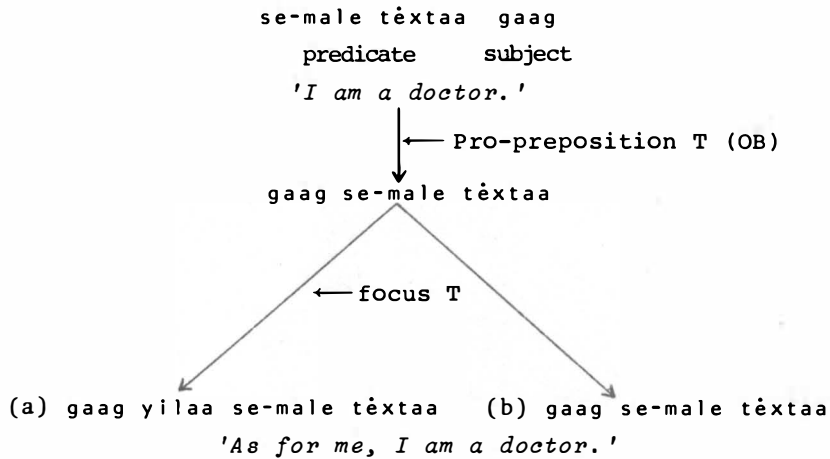 se-male tėxtaa gaag
predicate subject
'I am a doctor.'
Pro-preposition T (OB)
gaag se-male tėxtaa
focus T
(a) gaag yilaa se-male tėxtaa (b) gaag se-male tėxtaa
'As for me, I am a doctor.'